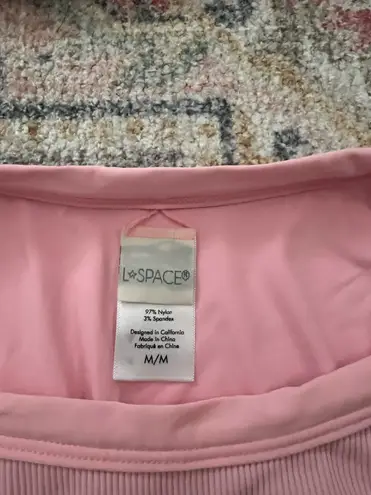 L☆SPACE®
97% Nylon
3% Spandex
Designed in California
Made In China
Fabriqué en Chine
M/M